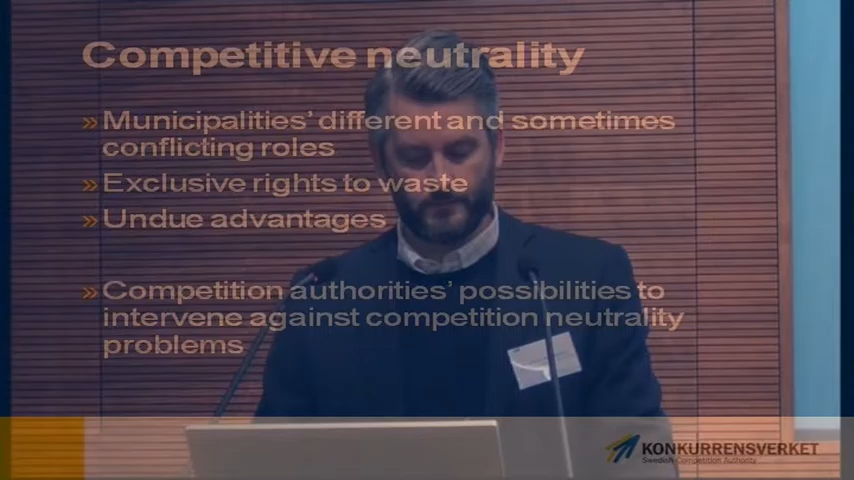 Competitive neutrality
» Municipalities' different and sometimes
conflicting roles
» Exclusive rights to waste
» Undue advantages
» Competition authorities' possibilities to
intervene against competition neutrality
problems
KONKURRENSVERKET
Swedish Competition Authority